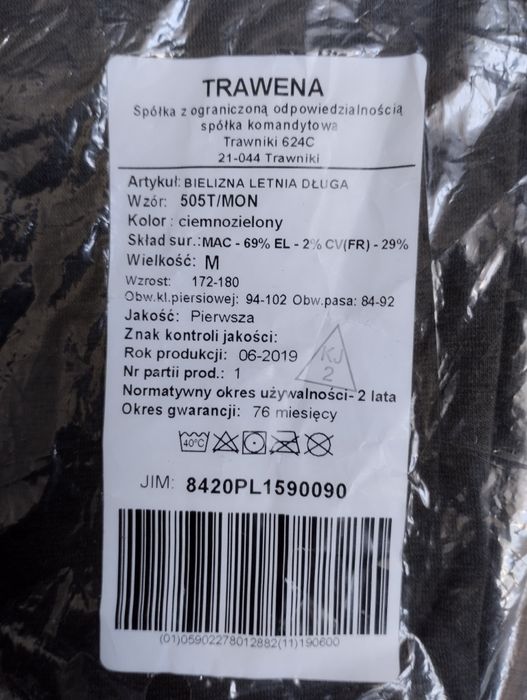 TRAWENA
Spółka z ograniczoną odpowiedzialnością
spółka komandytowa
Trawniki 624C
21-044 Trawniki
Artykuł: BIELIZNA LETNIA DŁUGA
Wzór: 505T/MON
Kolor : ciemnozielony
Skład sur.:MAC - 69% EL - 2% CV(FR) - 29%
Wielkość: M
Wzrost: 172-180
Obw.kl.piersiowej: 94-102 Obw.pasa: 84-92
Jakość: Pierwsza
Znak kontroli jakości:
KJ
2
Rok produkcji: 06-2019
Nr partii prod.: 1
Normatywny okres używalności- 2 lata
Okres gwarancji: 76 miesięcy
40°C
JIM: 8420PL1590090
(01)05902278012882(11)190600